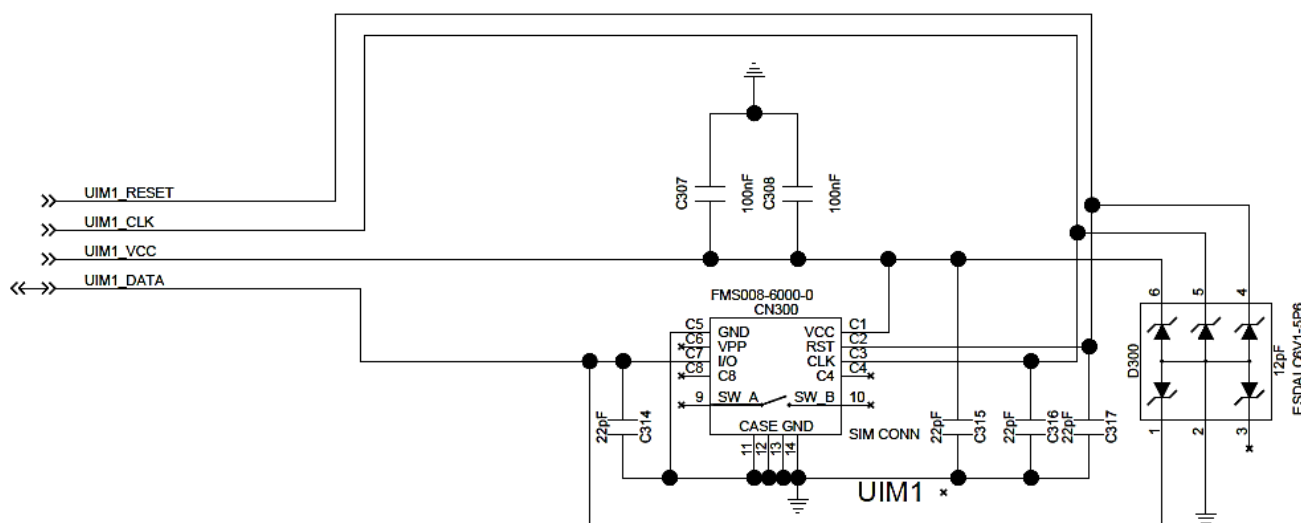 UIM1_RESET
UIM1_CLK
UIM1_VCC
UIM1_DATA
C307
100nF
C308
100nF
FMS008-6000-0
CN300
C5 GND VCC C1
C6 VPP RST C2
C7 I/O CLK C3
C8 C8 C4 C4
9 SW_A SW_B 10
CASE GND
11 12 13 14
SIM CONN
22pF
C314
22pF
C315
22pF
C316
22pF
C317
UIM1
6 5 4
D300
12pF
ESDALC6V1-5P6
1 2 3